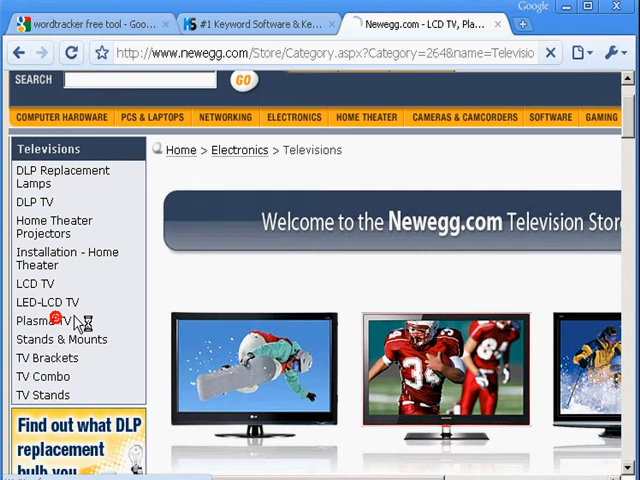 Google
wordtracker free tool - Goo...
#1 Keyword Software & Ke...
Newegg.com - LCD TV, Pla...
http://www.newegg.com/Store/Category.aspx?Category=264&name=Televisio
SEARCH
GO
COMPUTER HARDWARE
PCS & LAPTOPS
NETWORKING
ELECTRONICS
HOME THEATER
CAMERAS & CAMCORDERS
SOFTWARE
GAMING
Televisions
DLP Replacement
Lamps
DLP TV
Home Theater
Projectors
Installation - Home
Theater
LCD TV
LED-LCD TV
Plasma TV
Stands & Mounts
TV Brackets
TV Combo
TV Stands
Find out what DLP
replacement
bulb you
Home > Electronics > Televisions
Welcome to the Newegg.com Television Sto